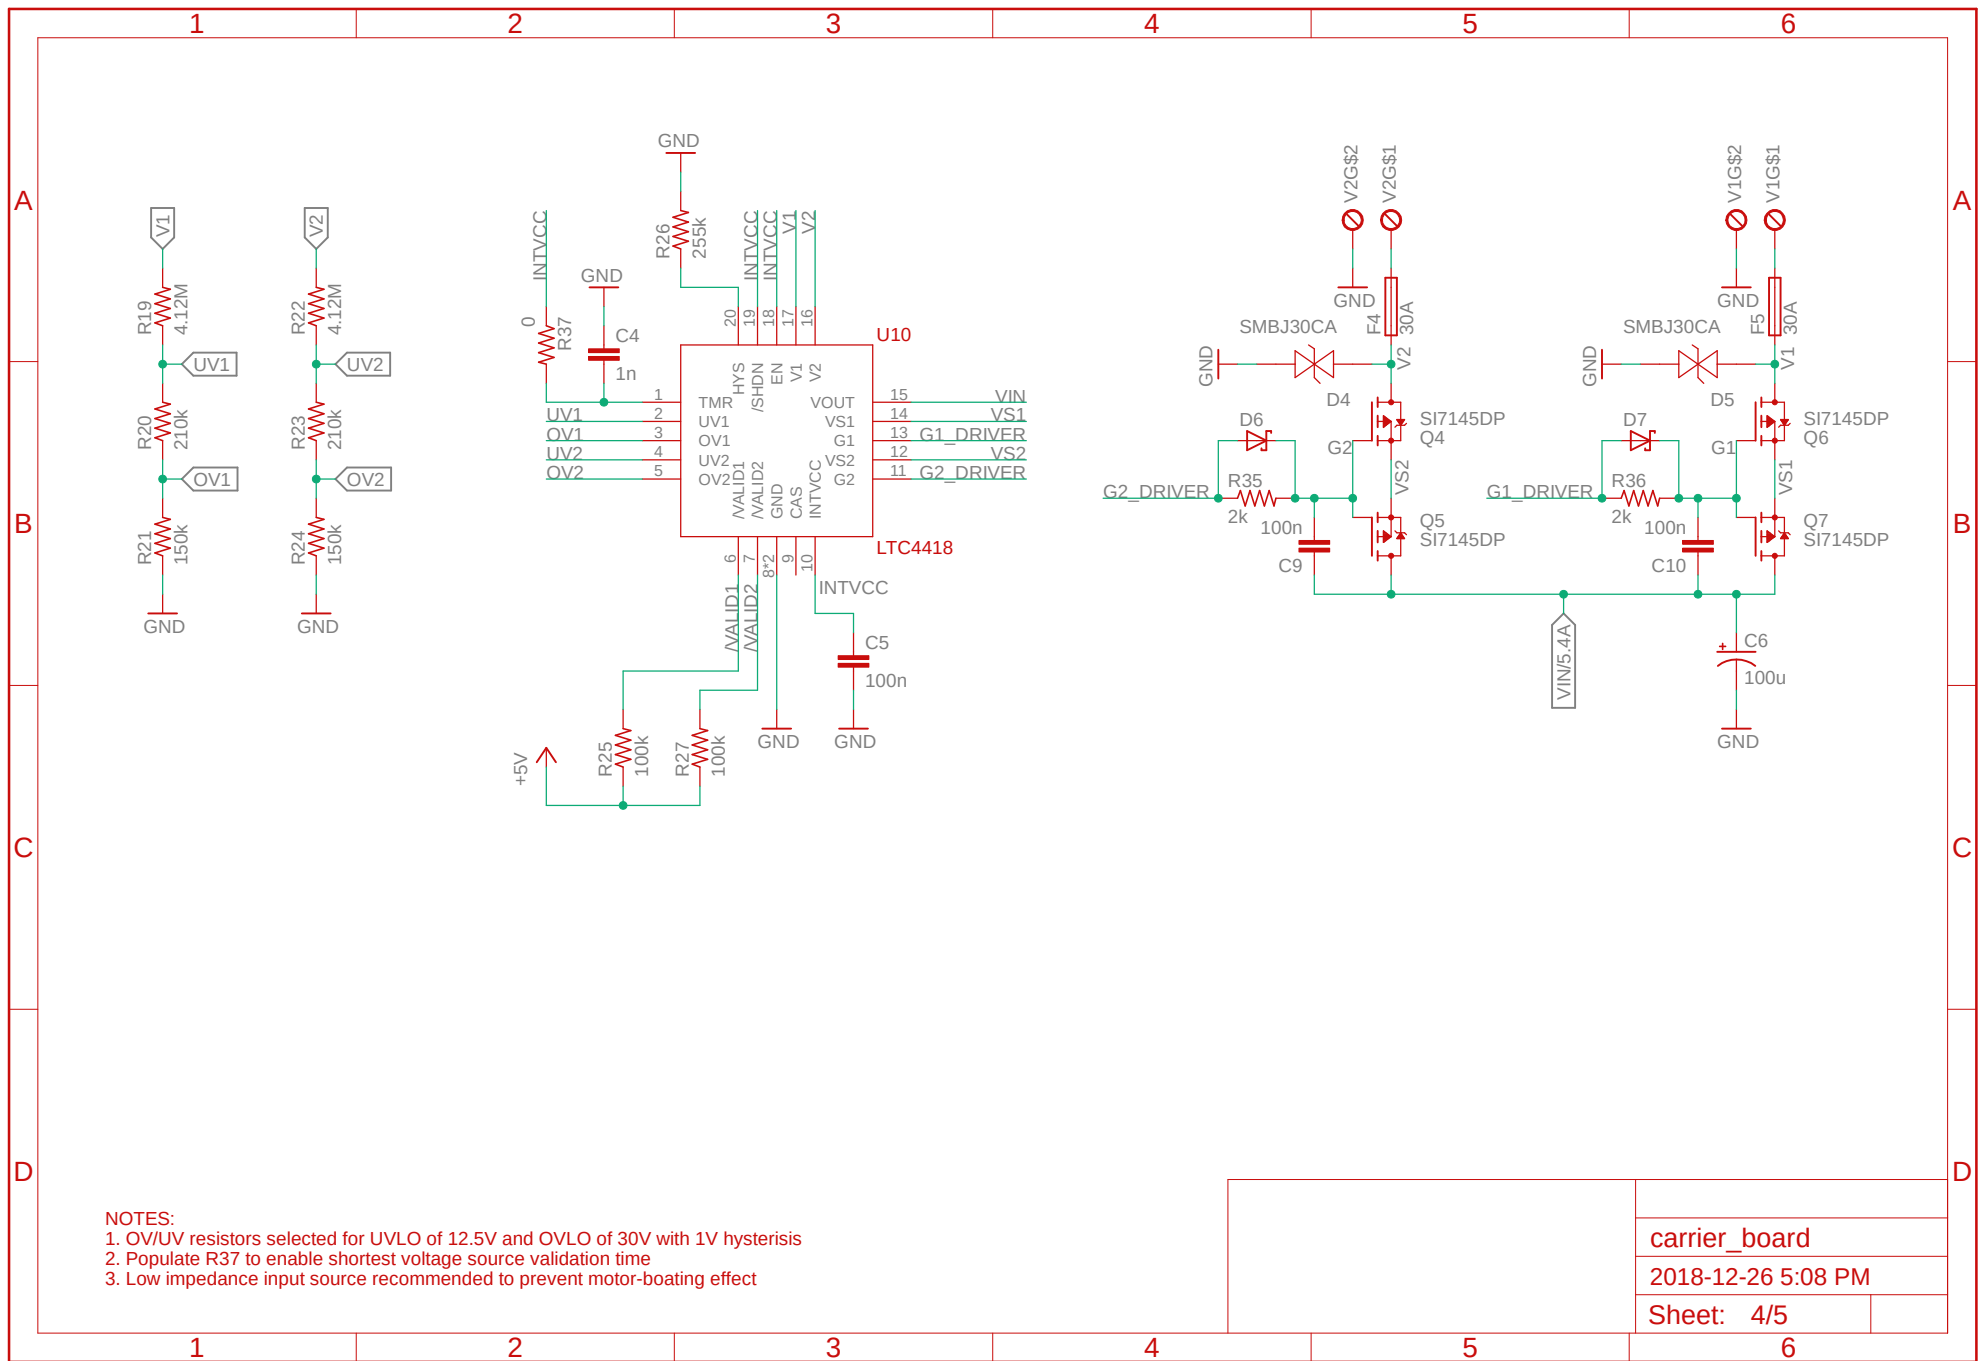 1 2 3 4 5 6
A A
B B
C C
D D
1 2 3 4 5 6
V1
R19
4.12M
UV1
R20
210k
OV1
R21
150k
GND
V2
R22
4.12M
UV2
R23
210k
OV2
R24
150k
GND
INTVCC
0
R37
GND
C4
1n
GND
R26
255k
INTVCC
INTVCC
V1
V2
20
19
18
17
16
U10
HYS
/SHDN
EN
V1
V2
1 TMR
UV1 2 UV1
OV1 3 OV1
UV2 4 UV2
OV2 5 OV2
VOUT 15 VIN
VS1 14 VS1
G1 13 G1_DRIVER
VS2 12 VS2
G2 11 G2_DRIVER
/VALID1
/VALID2
GND
CAS
INTVCC
LTC4418
6
7
8*2
9
10
/VALID1
/VALID2
INTVCC
C5
100n
GND
GND
+5V
R25
100k
R27
100k
V2G$2
V2G$1
GND
F4
30A
SMBJ30CA
GND
V2
D4
SI7145DP
Q4
D6
G2
VS2
G2_DRIVER
R35
2k
100n
C9
Q5
SI7145DP
V1G$2
V1G$1
GND
F5
30A
SMBJ30CA
GND
V1
D5
SI7145DP
Q6
D7
G1
VS1
G1_DRIVER
R36
2k
100n
C10
Q7
SI7145DP
VIN/5.4A
+
C6
100u
GND
NOTES:
1. OV/UV resistors selected for UVLO of 12.5V and OVLO of 30V with 1V hysterisis
2. Populate R37 to enable shortest voltage source validation time
3. Low impedance input source recommended to prevent motor-boating effect
carrier_board
2018-12-26 5:08 PM
Sheet: 4/5